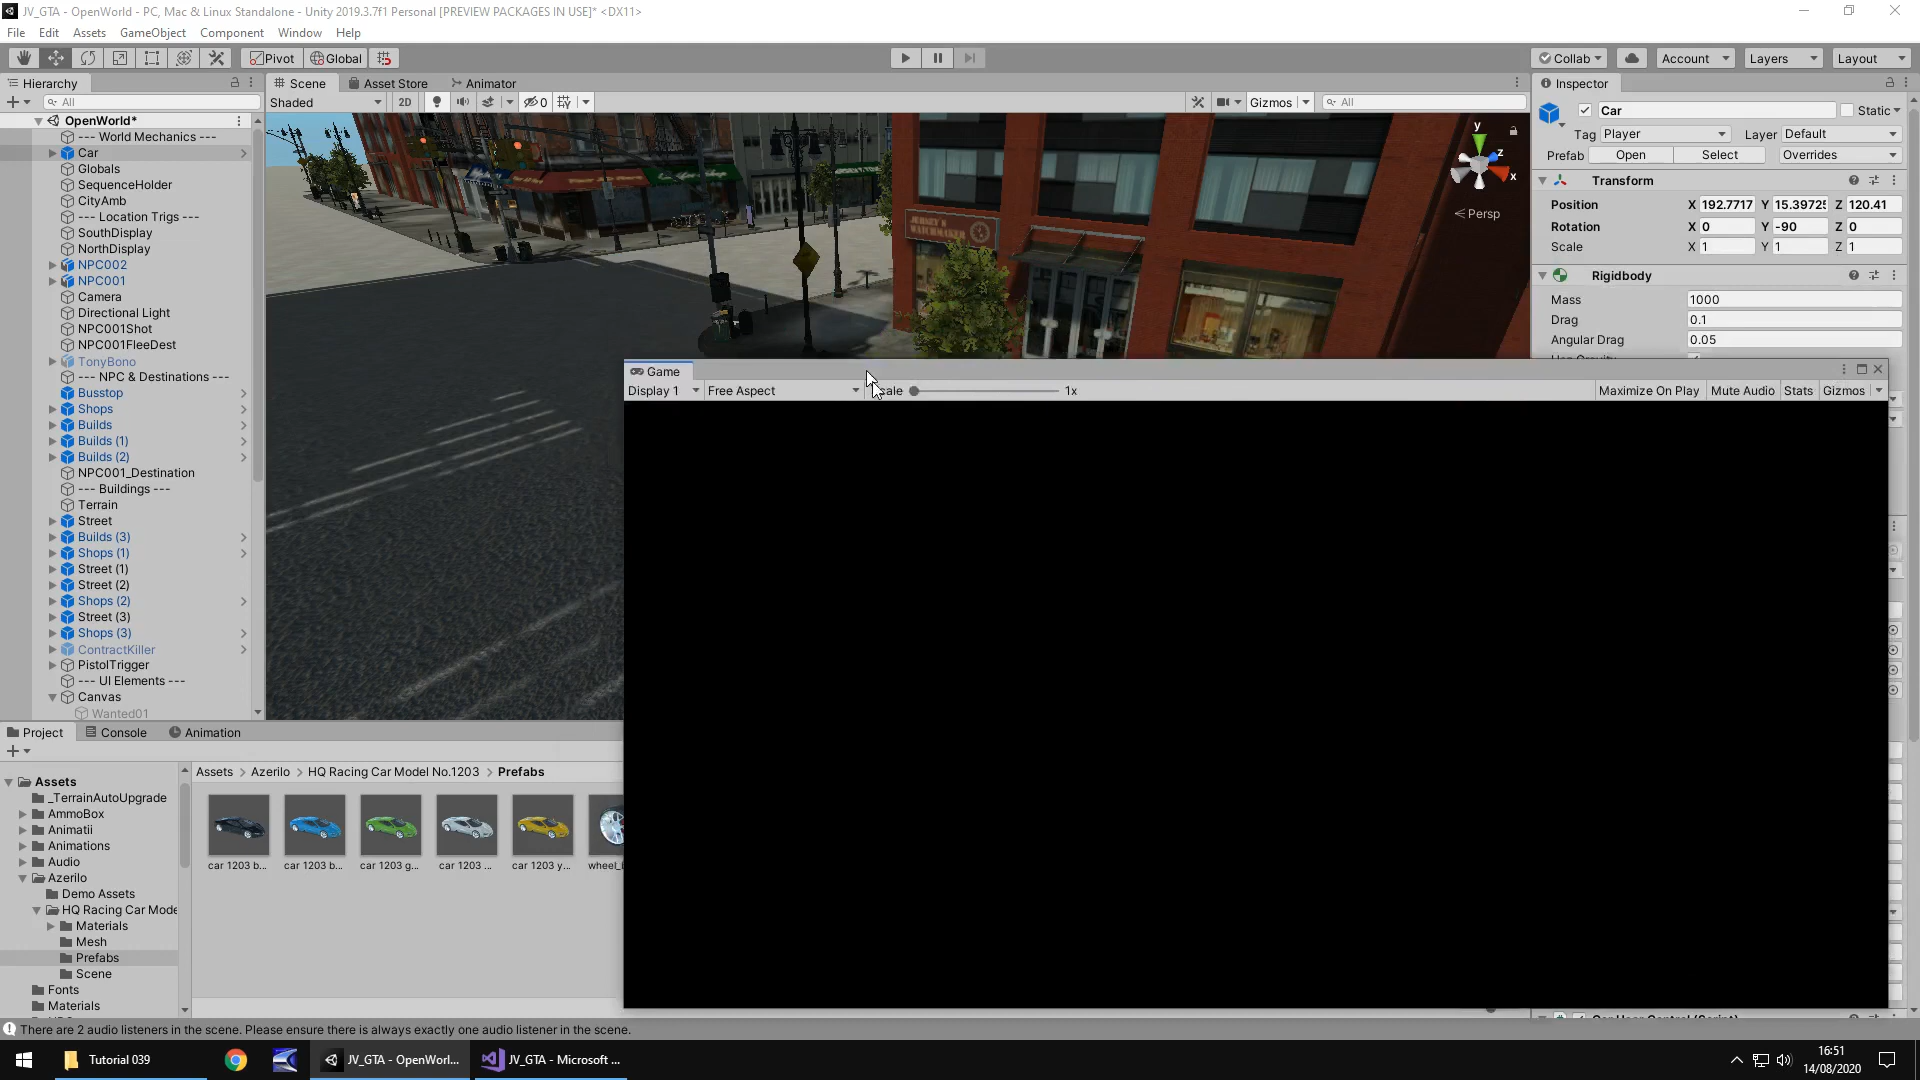 JV_GTA - OpenWorld - PC, Mac & Linux Standalone - Unity 2019.3.7f1 Personal [PREVIEW PACKAGES IN USE]* <DX11>
File Edit Assets GameObject Component Window Help
Pivot Global Collab Account Layers Layout
Hierarchy
All
OpenWorld*
--- World Mechanics ---
Car
Globals
SequenceHolder
CityAmb
--- Location Trigs ---
SouthDisplay
NorthDisplay
NPC002
NPC001
Camera
Directional Light
NPC001Shot
NPC001FleeDest
TonyBono
--- NPC & Destinations ---
Busstop
Shops
Builds
Builds (1)
Builds (2)
NPC001_Destination
--- Buildings ---
Terrain
Street
Builds (3)
Shops (1)
Street (1)
Street (2)
Shops (2)
Street (3)
Shops (3)
ContractKiller
PistolTrigger
--- UI Elements ---
Canvas
Wanted01
Scene Asset Store Animator
Shaded 2D 0 Gizmos All
y
z
x
Persp
JERSEY'S
WATCHMAKER
Game
Display 1 Free Aspect 1x Maximize On Play Mute Audio Stats Gizmos
Inspector
Car Static
Tag Player Layer Default
Prefab Open Select Overrides
Transform
Position X 192.7717 Y 15.3972 Z 120.41
Rotation X 0 Y -90 Z 0
Scale X 1 Y 1 Z 1
Rigidbody
Mass 1000
Drag 0.1
Angular Drag 0.05
Project Console Animation
Assets
_TerrainAutoUpgrade
AmmoBox
Animatii
Animations
Audio
Azerilo
Demo Assets
HQ Racing Car Mode
Materials
Mesh
Prefabs
Scene
Fonts
Materials
Assets > Azerilo > HQ Racing Car Model No.1203 > Prefabs
car 1203 b... car 1203 b... car 1203 g... car 1203 ... car 1203 y...
There are 2 audio listeners in the scene. Please ensure there is always exactly one audio listener in the scene.
Tutorial 039 JV_GTA - OpenWorl... JV_GTA - Microsoft ...
16:51
14/08/2020